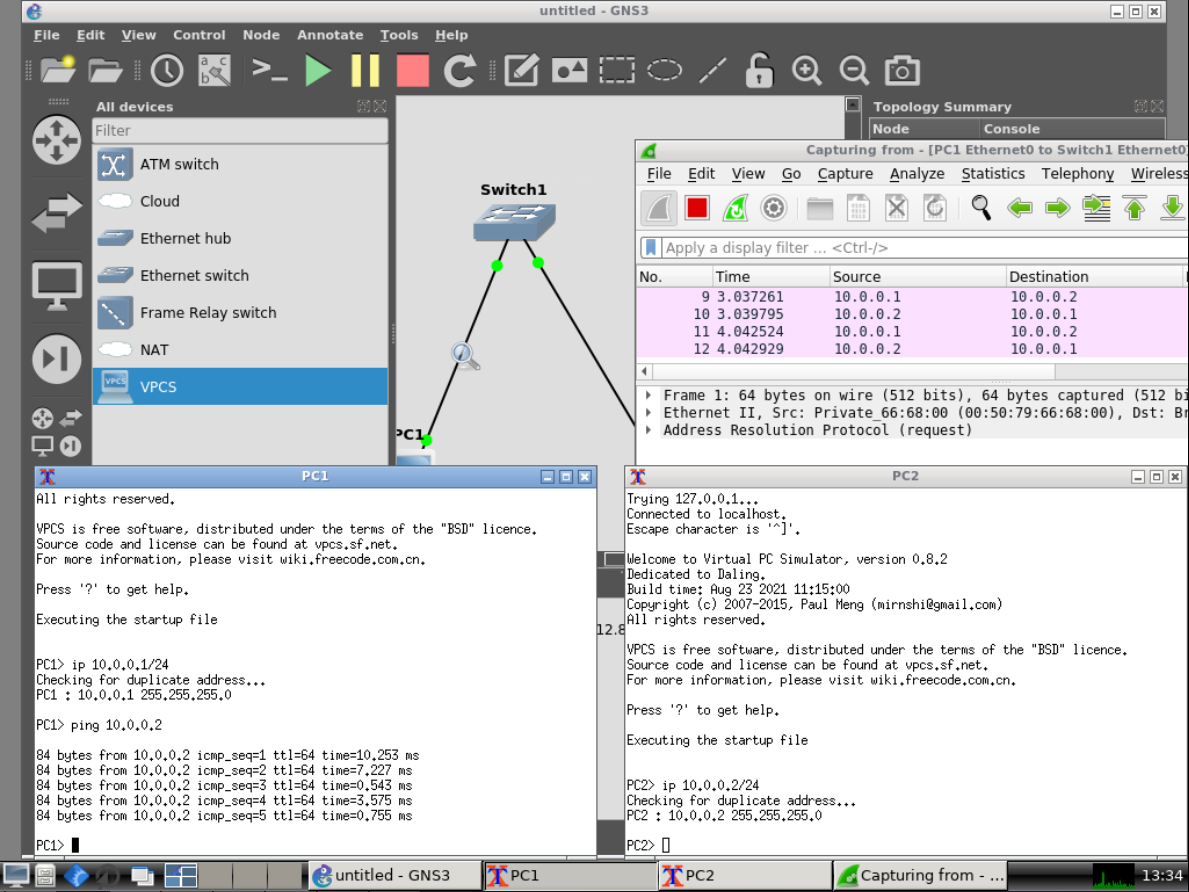 untitled - GNS3
File Edit View Control Node Annotate Tools Help
All devices
Filter
ATM switch
Cloud
Ethernet hub
Ethernet switch
Frame Relay switch
NAT
VPCS
Switch1
PC1
Topology Summary
Node Console
Capturing from - [PC1 Ethernet0 to Switch1 Ethernet0
File Edit View Go Capture Analyze Statistics Telephony Wireless
Apply a display filter ... <Ctrl-/>
No. Time Source Destination
9 3.037261 10.0.0.1 10.0.0.2
10 3.039795 10.0.0.2 10.0.0.1
11 4.042524 10.0.0.1 10.0.0.2
12 4.042929 10.0.0.2 10.0.0.1
Frame 1: 64 bytes on wire (512 bits), 64 bytes captured (512 bi
Ethernet II, Src: Private_66:68:00 (00:50:79:66:68:00), Dst: Br
Address Resolution Protocol (request)
PC1
All rights reserved.
VPCS is free software, distributed under the terms of the "BSD" licence.
Source code and license can be found at vpcs.sf.net.
For more information, please visit wiki.freecode.com.cn.
Press '?' to get help.
Executing the startup file
PC1> ip 10.0.0.1/24
Checking for duplicate address...
PC1 : 10.0.0.1 255.255.255.0
PC1> ping 10.0.0.2
84 bytes from 10.0.0.2 icmp_seq=1 ttl=64 time=10.253 ms
84 bytes from 10.0.0.2 icmp_seq=2 ttl=64 time=7.227 ms
84 bytes from 10.0.0.2 icmp_seq=3 ttl=64 time=0.543 ms
84 bytes from 10.0.0.2 icmp_seq=4 ttl=64 time=3.575 ms
84 bytes from 10.0.0.2 icmp_seq=5 ttl=64 time=0.755 ms
PC1>
12.8
PC2
Trying 127.0.0.1...
Connected to localhost.
Escape character is '^]'.
Welcome to Virtual PC Simulator, version 0.8.2
Dedicated to Daling.
Build time: Aug 23 2021 11:15:00
Copyright (c) 2007-2015, Paul Meng (mirnshi@gmail.com)
All rights reserved.
VPCS is free software, distributed under the terms of the "BSD" licence.
Source code and license can be found at vpcs.sf.net.
For more information, please visit wiki.freecode.com.cn.
Press '?' to get help.
Executing the startup file
PC2> ip 10.0.0.2/24
Checking for duplicate address...
PC2 : 10.0.0.2 255.255.255.0
PC2>
untitled - GNS3 PC1 PC2 Capturing from - ... 13:34